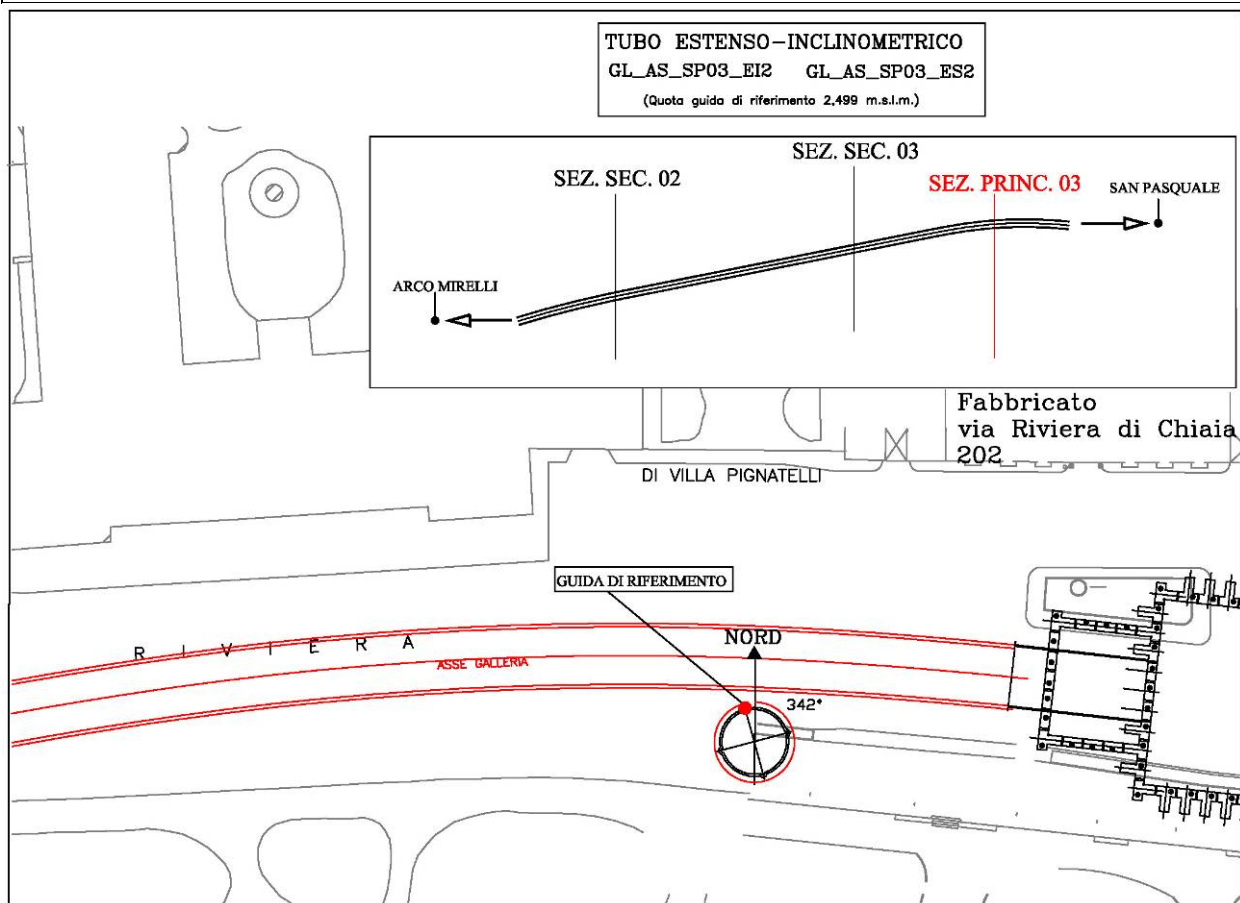 TUBO ESTENSO-INCLINOMETRICO
GL_AS_SP03_EI2 GL_AS_SP03_ES2
(Quota guida di riferimento 2,499 m.s.l.m.)
SEZ. SEC. 03
SEZ. SEC. 02
SEZ. PRINC. 03
SAN PASQUALE
ARCO MIRELLI
Fabbricato
via Riviera di Chiaia
202
DI VILLA PIGNATELLI
GUIDA DI RIFERIMENTO
RIVIERA
NORD
ASSE GALLERIA
342°